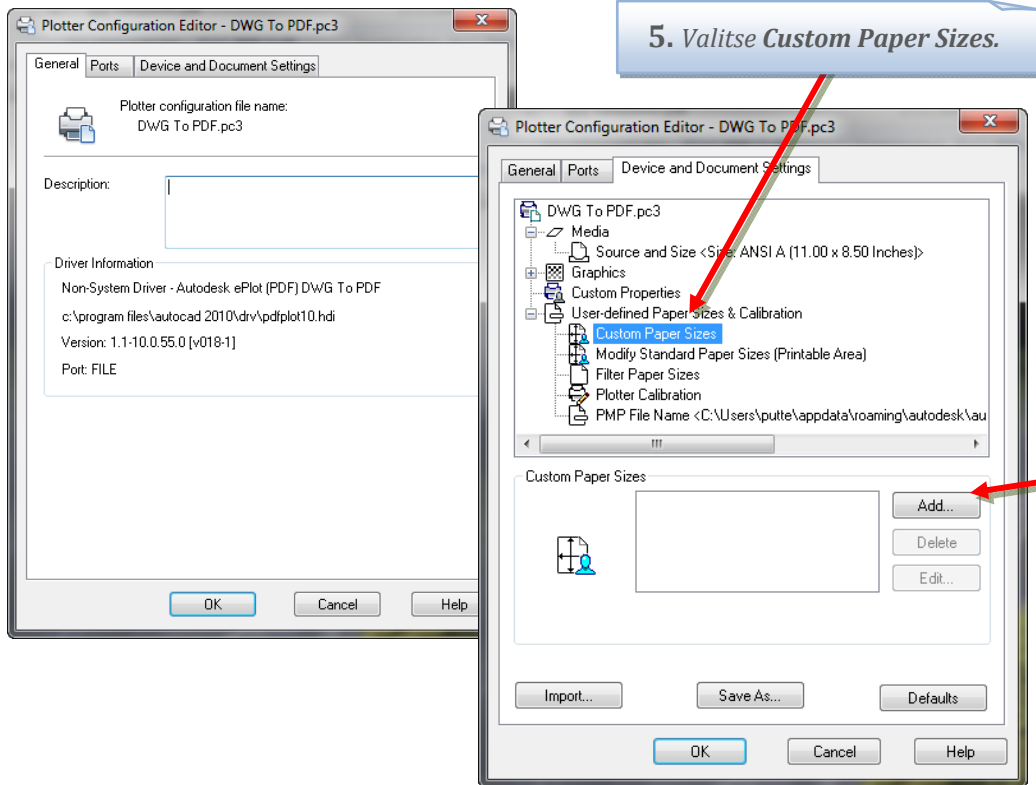 Plotter Configuration Editor - DWG To PDF.pc3
General Ports Device and Document Settings
Plotter configuration file name:
DWG To PDF.pc3
Description:
Driver Information
Non-System Driver - Autodesk ePlot (PDF) DWG To PDF
c:\program files\autocad 2010\drv\pdfplot10.hdi
Version: 1.1-10.0.55.0 [v018-1]
Port: FILE
OK Cancel Help
5. Valitse Custom Paper Sizes.
Plotter Configuration Editor - DWG To PDF.pc3
General Ports Device and Document Settings
DWG To PDF.pc3
Media
Source and Size <Size: ANSI A (11.00 x 8.50 Inches)>
Graphics
Custom Properties
User-defined Paper Sizes & Calibration
Custom Paper Sizes
Modify Standard Paper Sizes (Printable Area)
Filter Paper Sizes
Plotter Calibration
PMP File Name <C:\Users\putte\appdata\roaming\autodesk\au
Custom Paper Sizes
Add...
Delete
Edit...
Import... Save As... Defaults
OK Cancel Help